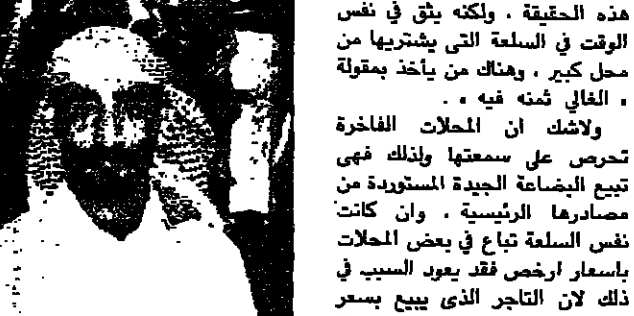 هذه الحقيقة ، ولكنه يثق في نفس
الوقت في السلعة التى يشتريها من
محل كبير ، وهناك من يأخذ بمقولة
« الغالي ثمنه فيه » .
ولاشك ان المحلات الفاخرة
تحرص على سمعتها ولذلك فهى
تبيع البضاعة الجيدة المستوردة من
مصادرها الرئيسية ، وان كانت
نفس السلعة تباع في بعض المحلات
باسعار ارخص فقد يعود السبب في
ذلك لان التاجر الذى يبيع بسعر